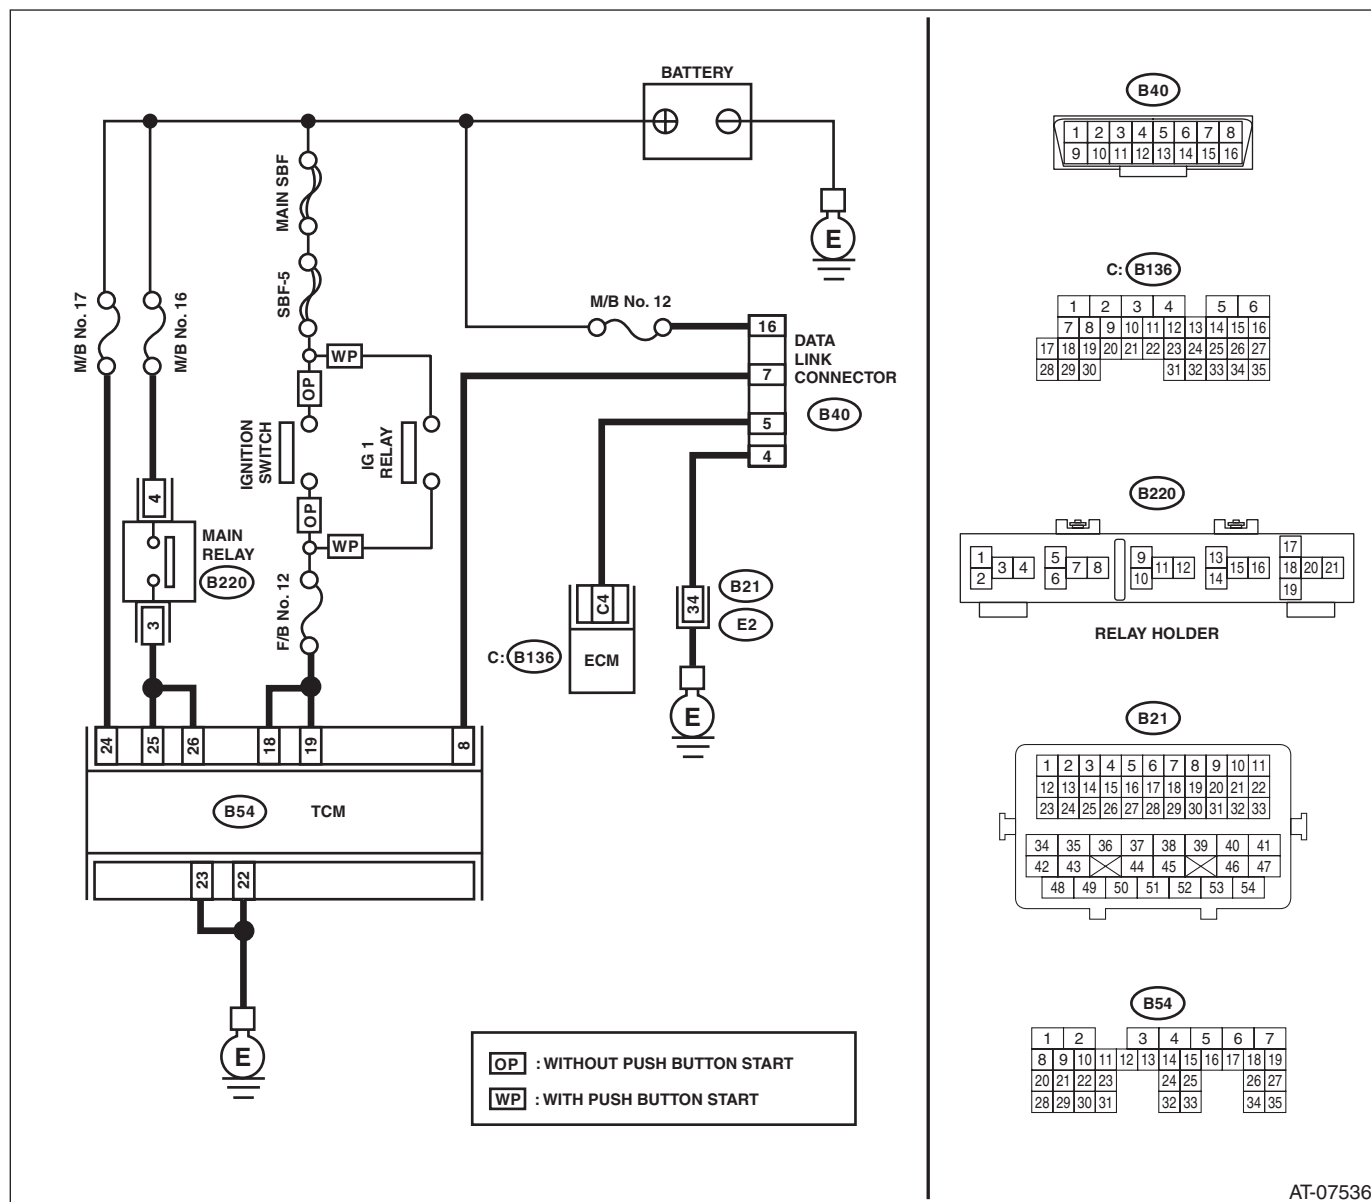 BATTERY
MAIN SBF
SBF-5
M/B No. 17
M/B No. 16
M/B No. 12
16
7
5
4
DATA
LINK
CONNECTOR
B40
WP
OP
IGNITION
SWITCH
IG 1
RELAY
OP
WP
4
MAIN
RELAY
B220
3
F/B No. 12
E
C4
C: B136
ECM
34
B21
E2
E
24
25
26
18
19
8
B54
TCM
23
22
E
OP : WITHOUT PUSH BUTTON START
WP : WITH PUSH BUTTON START
B40
1 2 3 4 5 6 7 8
9 10 11 12 13 14 15 16
C: B136
1 2 3 4 5 6
7 8 9 10 11 12 13 14 15 16
17 18 19 20 21 22 23 24 25 26 27
28 29 30 31 32 33 34 35
B220
1 2 3 4
5 6 7 8
9 10 11 12
13 14 15 16
17 18 19 20 21
RELAY HOLDER
B21
1 2 3 4 5 6 7 8 9 10 11
12 13 14 15 16 17 18 19 20 21 22
23 24 25 26 27 28 29 30 31 32 33
34 35 36 37 38 39 40 41
42 43 44 45 46 47
48 49 50 51 52 53 54
B54
1 2 3 4 5 6 7
8 9 10 11 12 13 14 15 16 17 18 19
20 21 22 23 24 25 26 27
28 29 30 31 32 33 34 35
AT-07536